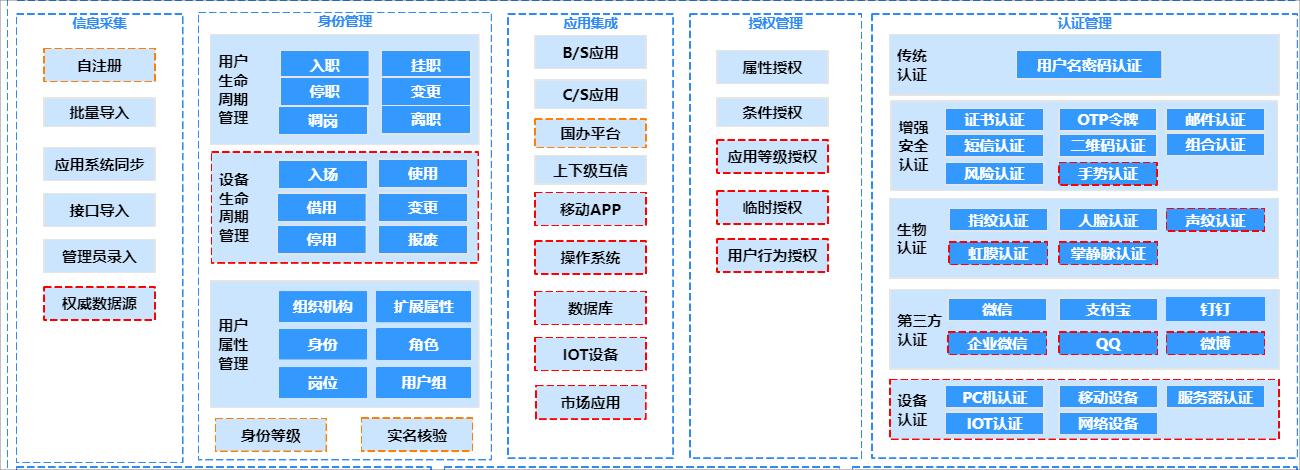 信息采集
自注册
批量导入
应用系统同步
接口导入
管理员录入
权威数据源
身份管理
用户
生命
周期
管理
入职
挂职
停职
变更
调岗
离职
设备
生命
周期
管理
入场
使用
借用
变更
停用
报废
用户
属性
管理
组织机构
扩展属性
身份
角色
岗位
用户组
身份等级
实名核验
应用集成
B/S应用
C/S应用
国办平台
上下级互信
移动APP
操作系统
数据库
IOT设备
市场应用
授权管理
属性授权
条件授权
应用等级授权
临时授权
用户行为授权
认证管理
传统
认证
用户名密码认证
增强
安全
认证
证书认证
OTP令牌
邮件认证
短信认证
二维码认证
组合认证
风险认证
手势认证
生物
认证
指纹认证
人脸认证
声纹认证
虹膜认证
掌静脉认证
第三方
认证
微信
支付宝
钉钉
企业微信
QQ
微博
设备
认证
PC机认证
移动设备
服务器认证
IOT认证
网络设备